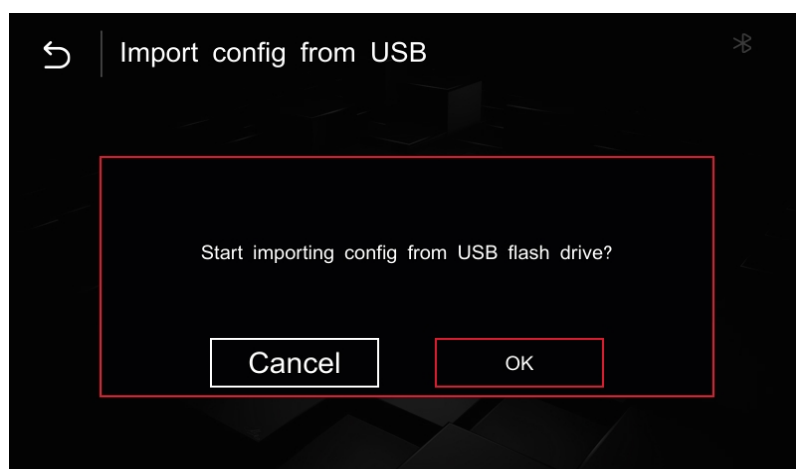 Import config from USB
Start importing config from USB flash drive?
Cancel
OK